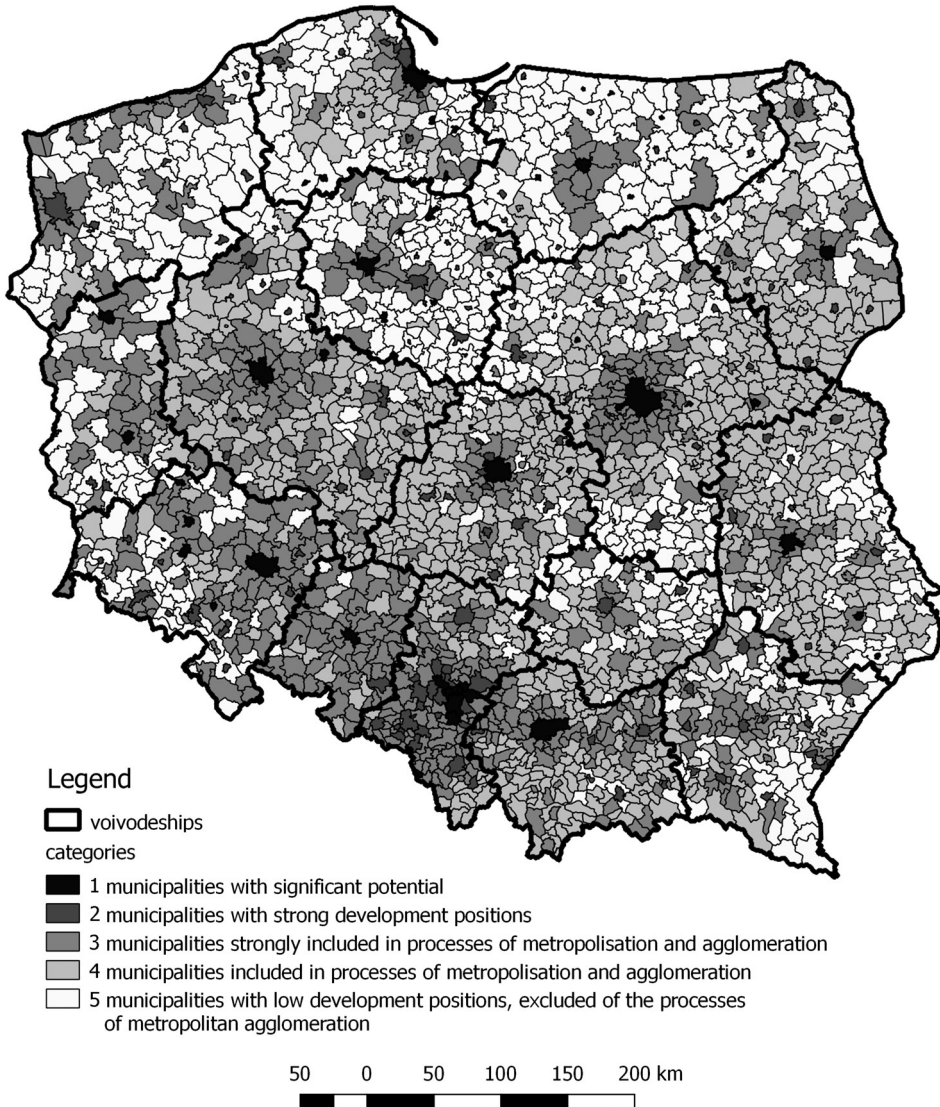 Legend
voivodeships
categories
1 municipalities with significant potential
2 municipalities with strong development positions
3 municipalities strongly included in processes of metropolisation and agglomeration
4 municipalities included in processes of metropolisation and agglomeration
5 municipalities with low development positions, excluded of the processes
of metropolitan agglomeration
50 0 50 100 150 200 km